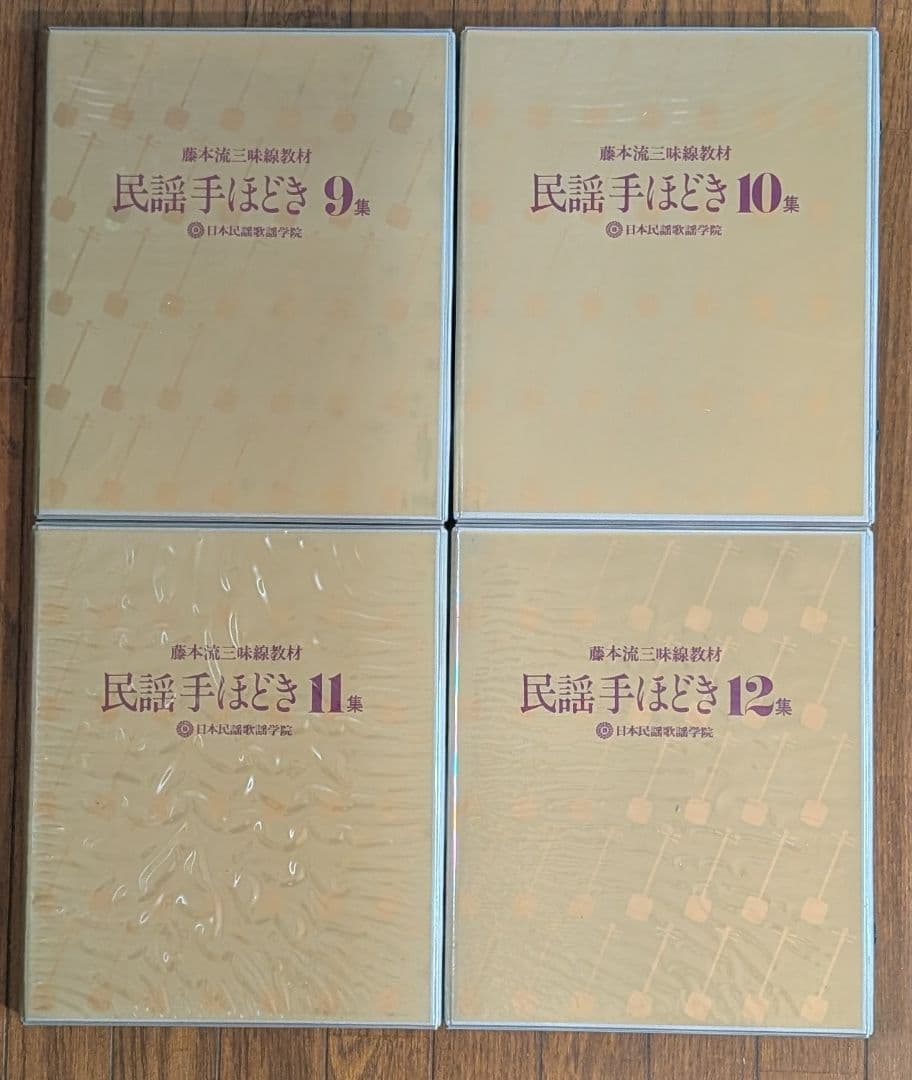 藤本流三味線教材
民謡 手ほどき 9集
日本民謡歌謡学院
藤本流三味線教材
民謡 手ほどき 10集
日本民謡歌謡学院
藤本流三味線教材
民謡 手ほどき 11集
日本民謡歌謡学院
藤本流三味線教材
民謡 手ほどき 12集
日本民謡歌謡学院